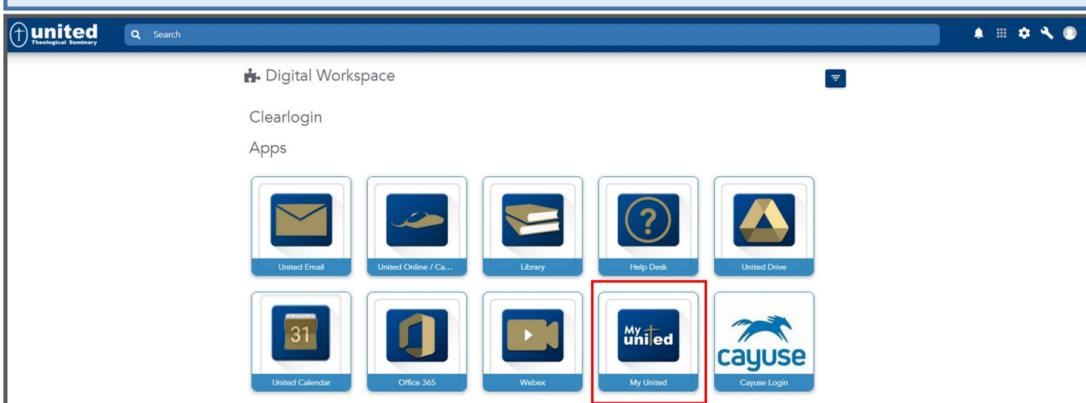 united
Theological Seminary
Search
Digital Workspace
Clearlogin
Apps
United Email
United Online / Ca...
Library
?
Help Desk
United Drive
31
United Calendar
Office 365
Webex
My
united
My United
cayuse
Cayuse Login